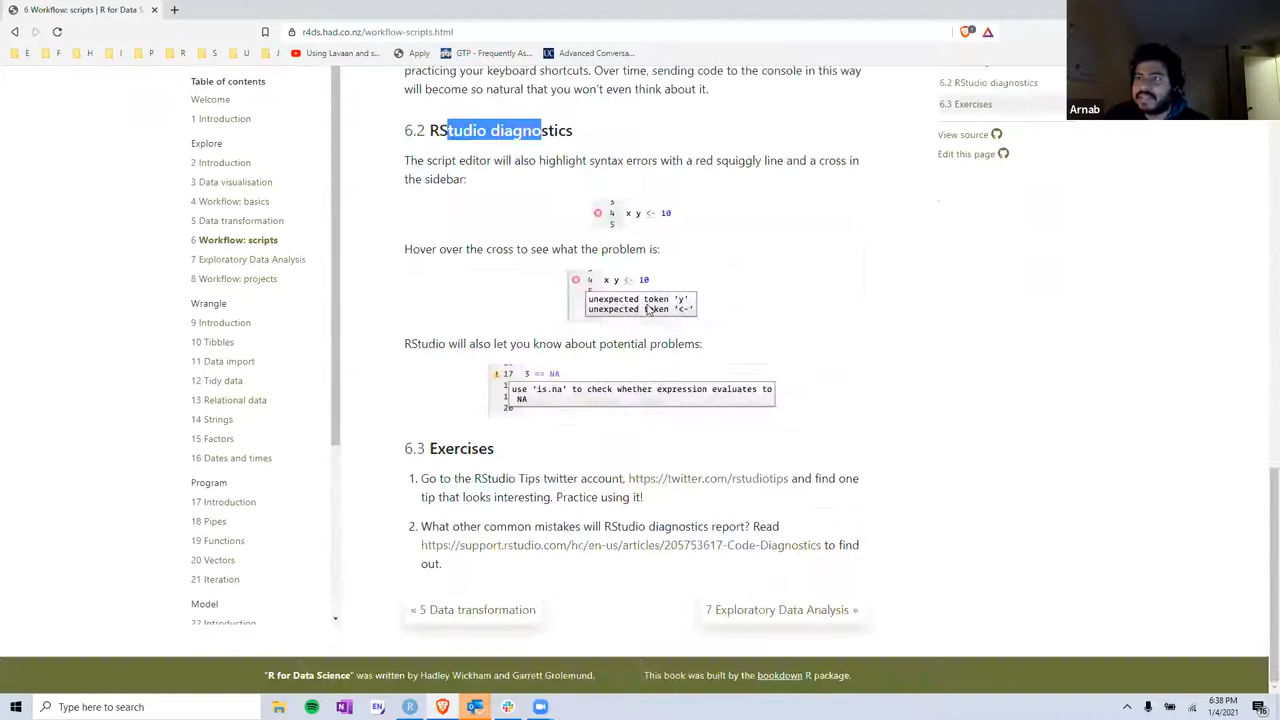 6 Workflow: scripts | R for Data S
r4ds.had.co.nz/workflow-scripts.html
E F H I P R S U J Using Lavaan and s... Apply GTP - Frequently As... UC Advanced Conversa...
Arnab
Table of contents
Welcome
1 Introduction
Explore
2 Introduction
3 Data visualisation
4 Workflow: basics
5 Data transformation
6 Workflow: scripts
7 Exploratory Data Analysis
8 Workflow: projects
Wrangle
9 Introduction
10 Tibbles
11 Data import
12 Tidy data
13 Relational data
14 Strings
15 Factors
16 Dates and times
Program
17 Introduction
18 Pipes
19 Functions
20 Vectors
21 Iteration
Model
22 Introduction
practicing your keyboard shortcuts. Over time, sending code to the console in this way
will become so natural that you won't even think about it.
6.2 RStudio diagnostics
The script editor will also highlight syntax errors with a red squiggly line and a cross in
the sidebar:
4 x y <- 10
5
Hover over the cross to see what the problem is:
4 x y <- 10
unexpected token 'y'
unexpected token '<-'
RStudio will also let you know about potential problems:
17 3 == NA
use 'is.na' to check whether expression evaluates to
NA
6.3 Exercises
1. Go to the RStudio Tips twitter account, https://twitter.com/rstudiotips and find one
tip that looks interesting. Practice using it!
2. What other common mistakes will RStudio diagnostics report? Read
https://support.rstudio.com/hc/en-us/articles/205753617-Code-Diagnostics to find
out.
« 5 Data transformation
7 Exploratory Data Analysis »
6.2 RStudio diagnostics
6.3 Exercises
View source
Edit this page
"R for Data Science" was written by Hadley Wickham and Garrett Grolemund.
This book was built by the bookdown R package.
Type here to search
EN
6:38 PM
1/4/2021